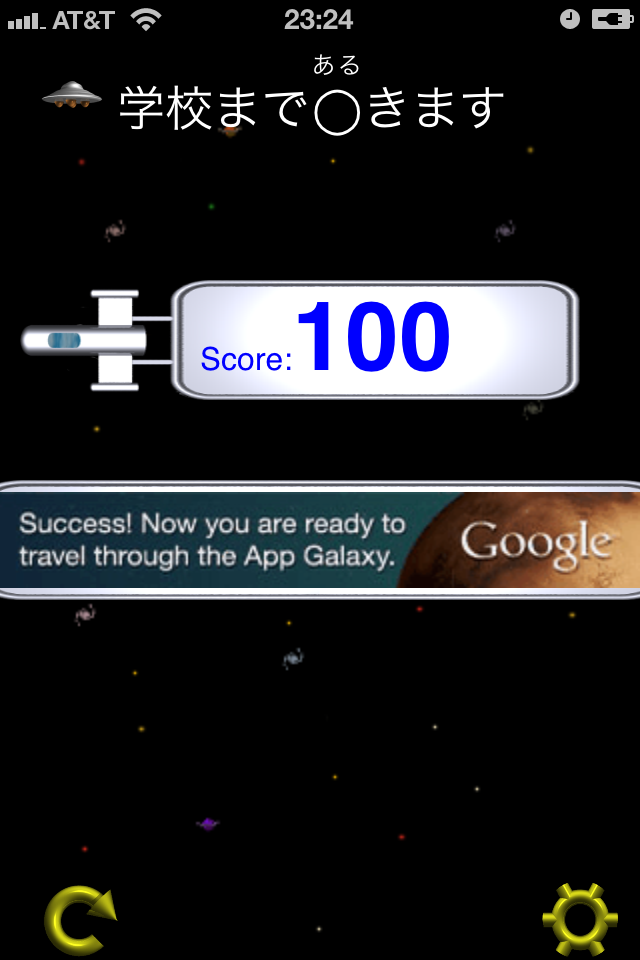 AT&T 23:24
ある
学校まで〇きます
Score: 100
Success! Now you are ready to
travel through the App Galaxy.
Google